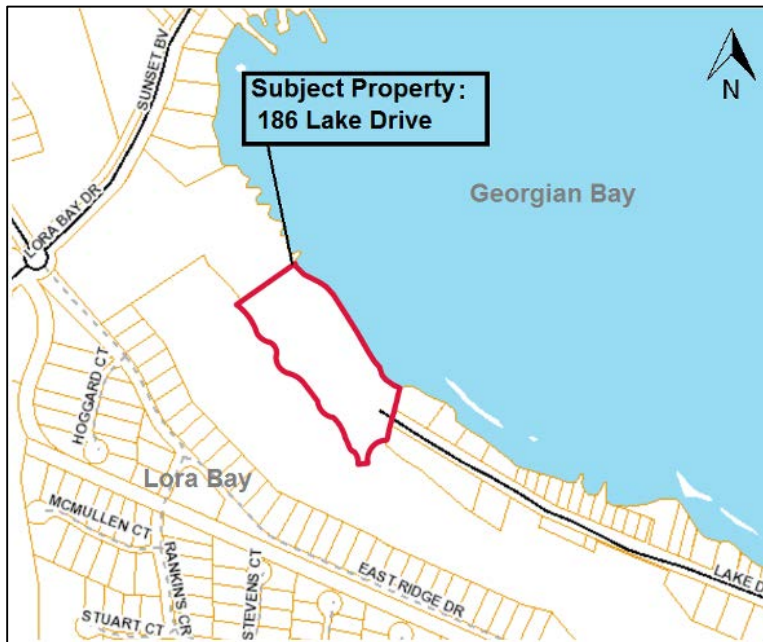 SUNSET BV
N
Subject Property:
186 Lake Drive
Georgian Bay
LORA BAY DR
HOGGARD CT
Lora Bay
MCMULLEN CT
RANKIN'S CR
STEVENS CT
EAST RIDGE DR
LAKE D
STUART CT